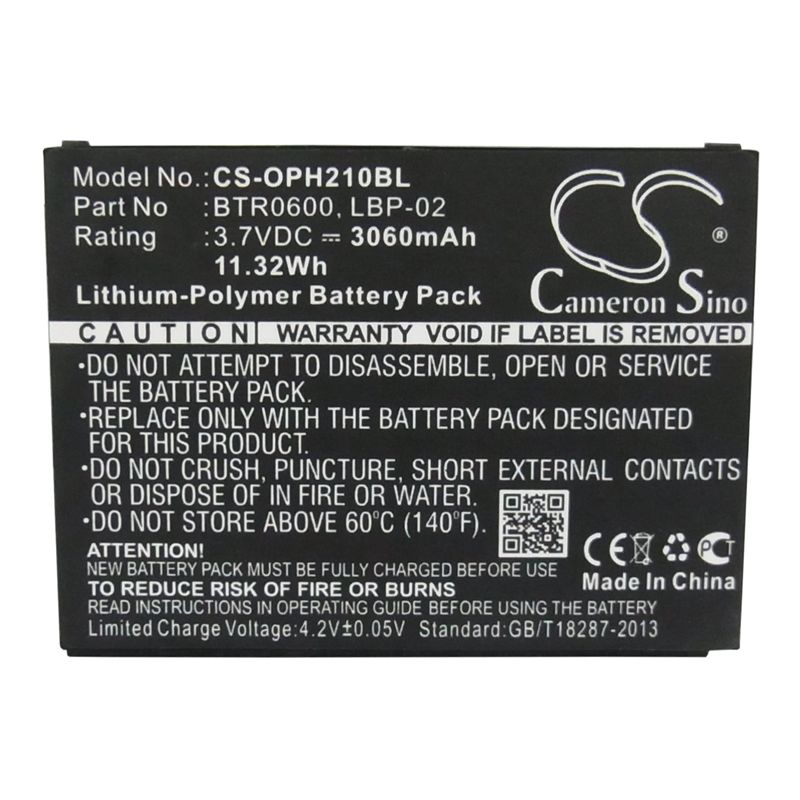 Model No.: CS-OPH210BL
Part No : BTR0600, LBP-02
Rating : 3.7VDC ⎓ 3060mAh
11.32Wh
Lithium-Polymer Battery Pack
CS ®
Cameron Sino
CAUTION WARRANTY VOID IF LABEL IS REMOVED
•DO NOT ATTEMPT TO DISASSEMBLE, OPEN OR SERVICE
THE BATTERY PACK.
•REPLACE ONLY WITH THE BATTERY PACK DESIGNATED
FOR THIS PRODUCT.
•DO NOT CRUSH, PUNCTURE, SHORT EXTERNAL CONTACTS
OR DISPOSE IN FIRE OR WATER.
•DO NOT STORE ABOVE 60°C (140°F)
ATTENTION!
NEW BATTERY PACK MUST BE FULLY CHARGED BEFORE USE
TO REDUCE RISK OF FIRE OR BURNS
READ INSTRUCTION IN OPERATING GUIDE BEFORE USE
Limited Charge Voltage:4.2V±0.05V Standard:GB/T18287-2013
CE PCT
Made In China